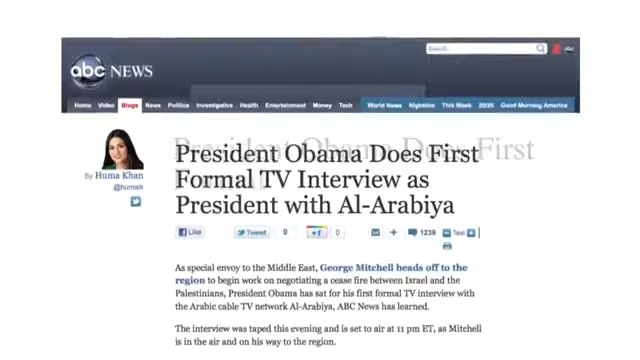 Search...
abc
abc NEWS
Home Video Blogs News Politics Investigative Health Entertainment Money Tech World News Nightline This Week 20/20 Good Morning America
President Obama Does First
Formal TV Interview as
President with Al-Arabiya
By Huma Khan
@humak
Like Tweet 0 +1 0 1239 Text
As special envoy to the Middle East, George Mitchell heads off to the
region to begin work on negotiating a cease fire between Israel and the
Palestinians, President Obama has sat for his first formal TV interview with
the Arabic cable TV network Al-Arabiya, ABC News has learned.
The interview was taped this evening and is set to air at 11 pm ET, as Mitchell
is in the air and on his way to the region.